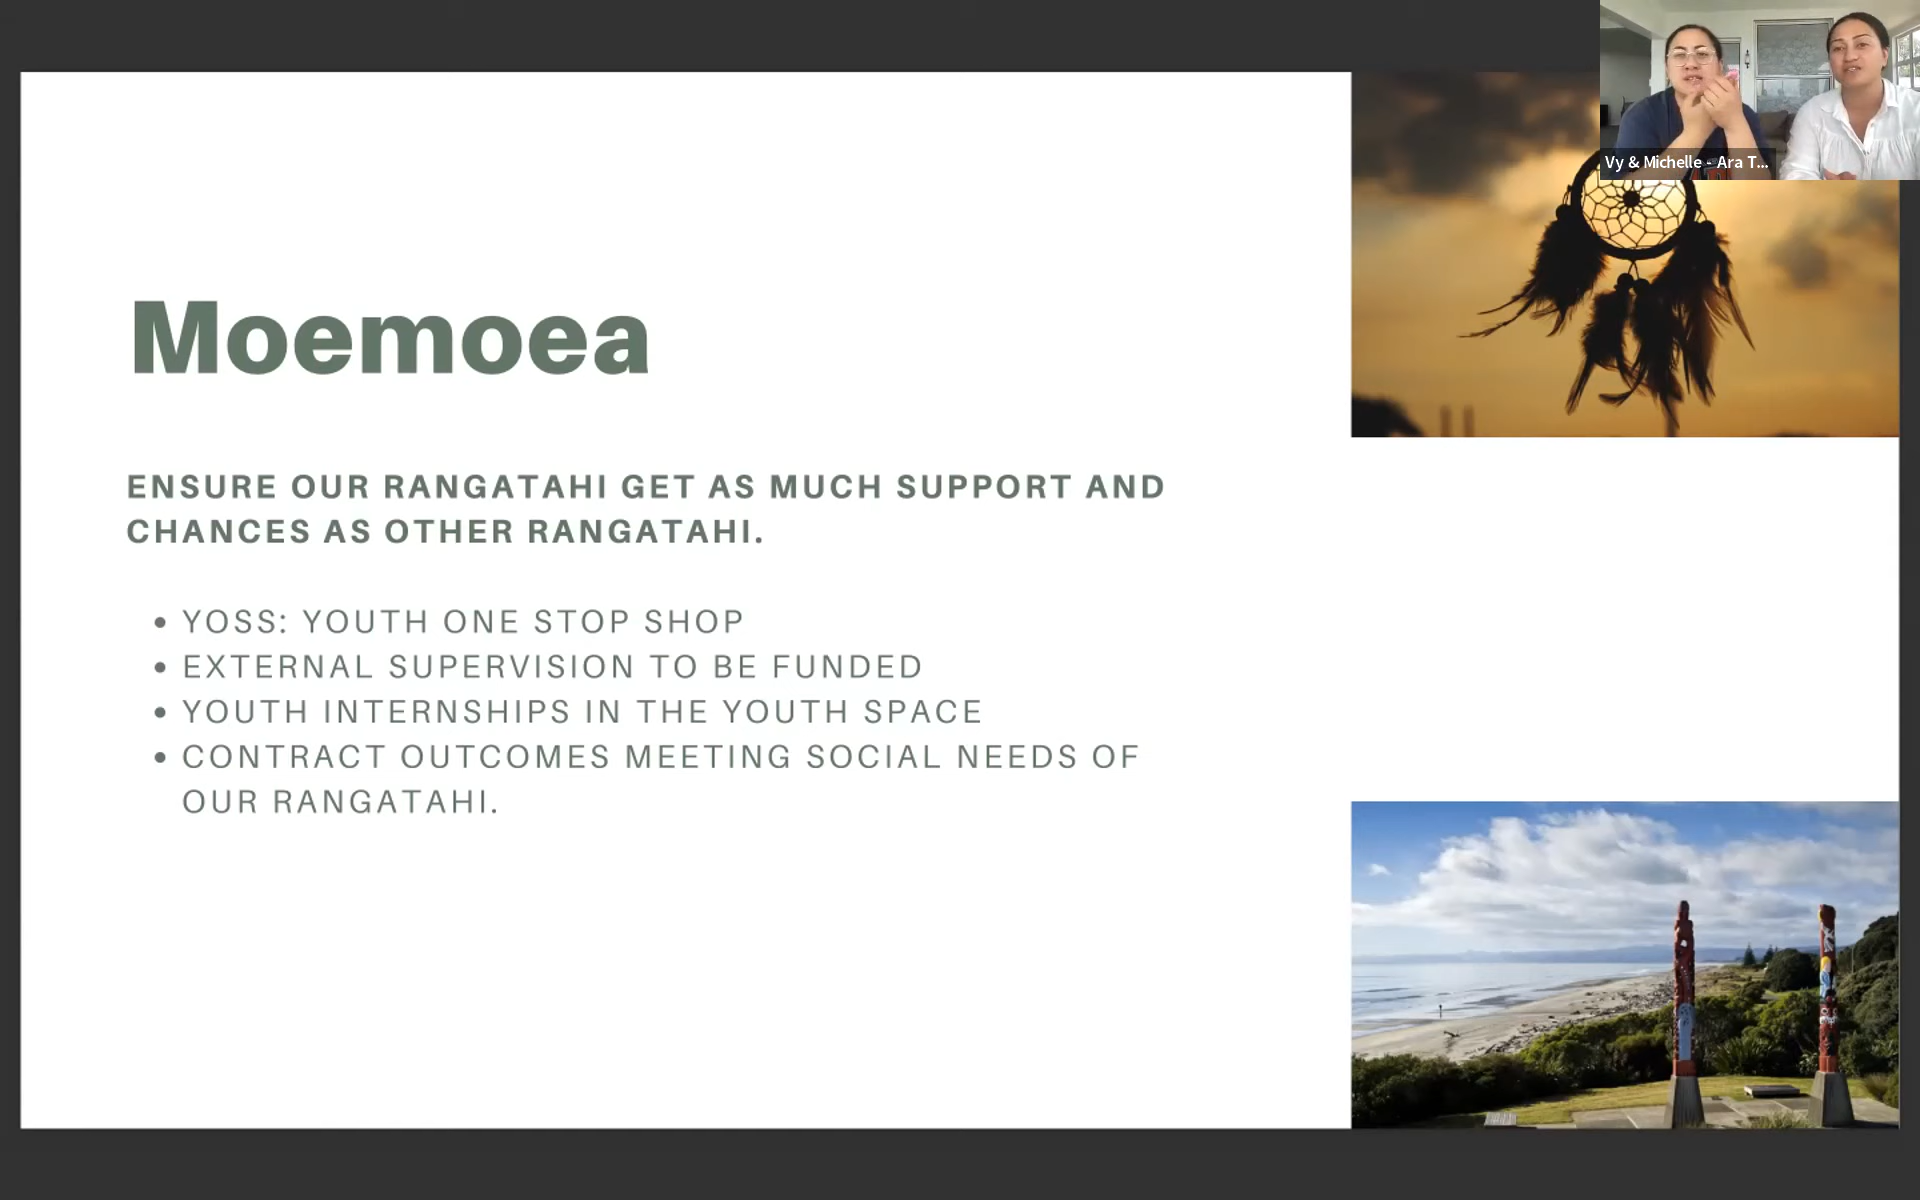 Vy & Michelle - Ara T...
Moemoea
ENSURE OUR RANGATAHI GET AS MUCH SUPPORT AND
CHANCES AS OTHER RANGATAHI.
• YOSS: YOUTH ONE STOP SHOP
• EXTERNAL SUPERVISION TO BE FUNDED
• YOUTH INTERNSHIPS IN THE YOUTH SPACE
• CONTRACT OUTCOMES MEETING SOCIAL NEEDS OF
OUR RANGATAHI.